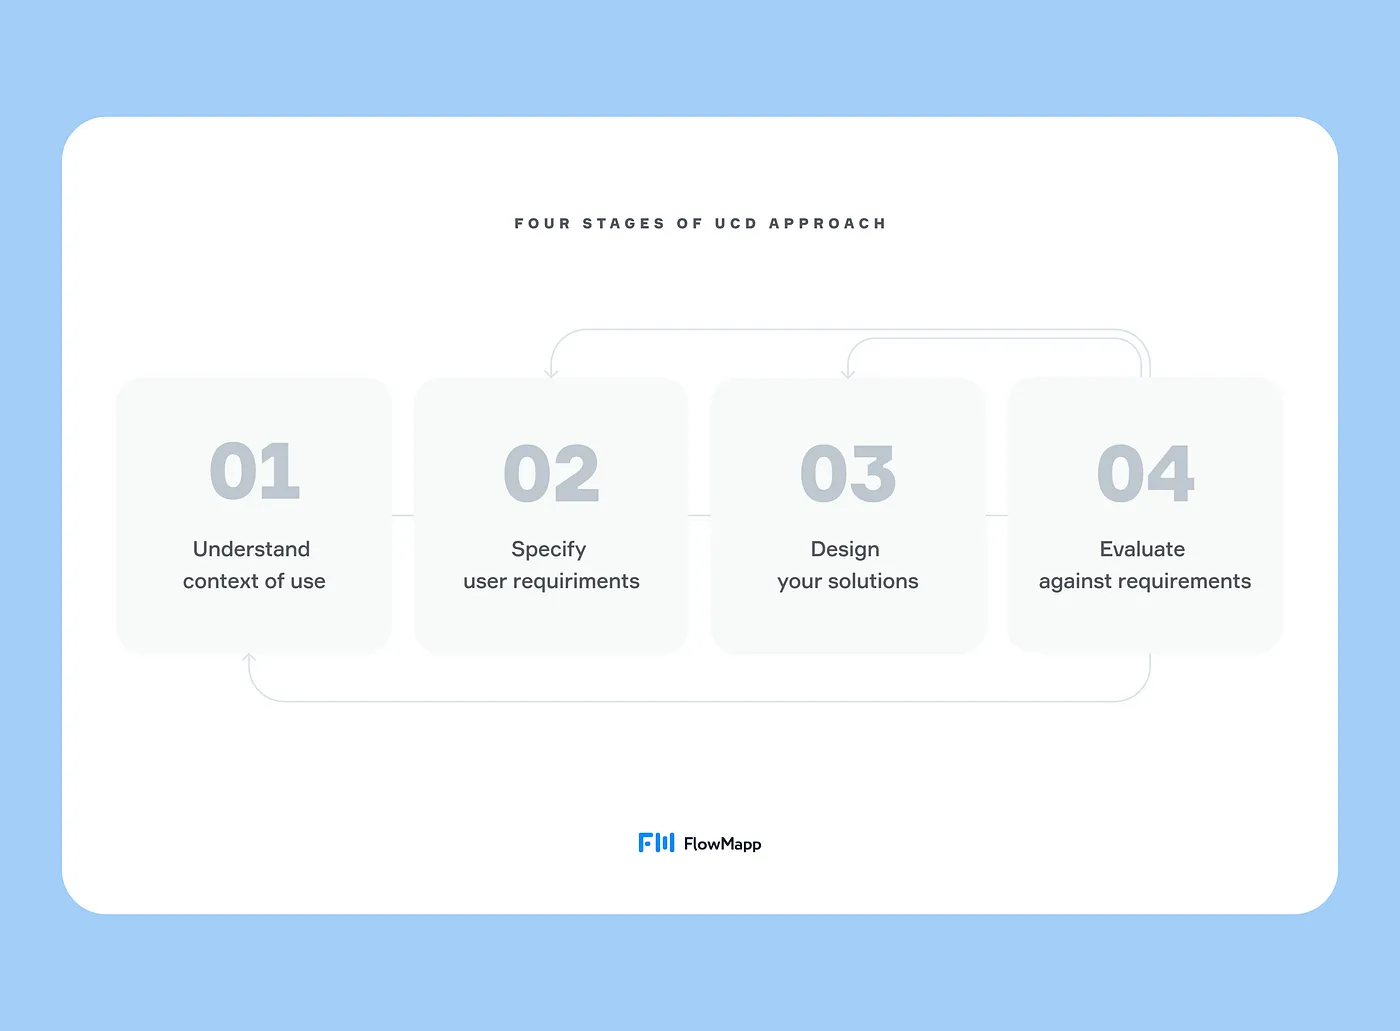 FOUR STAGES OF UCD APPROACH
01
Understand
context of use
02
Specify
user requiriments
03
Design
your solutions
04
Evaluate
against requirements
FlowMapp